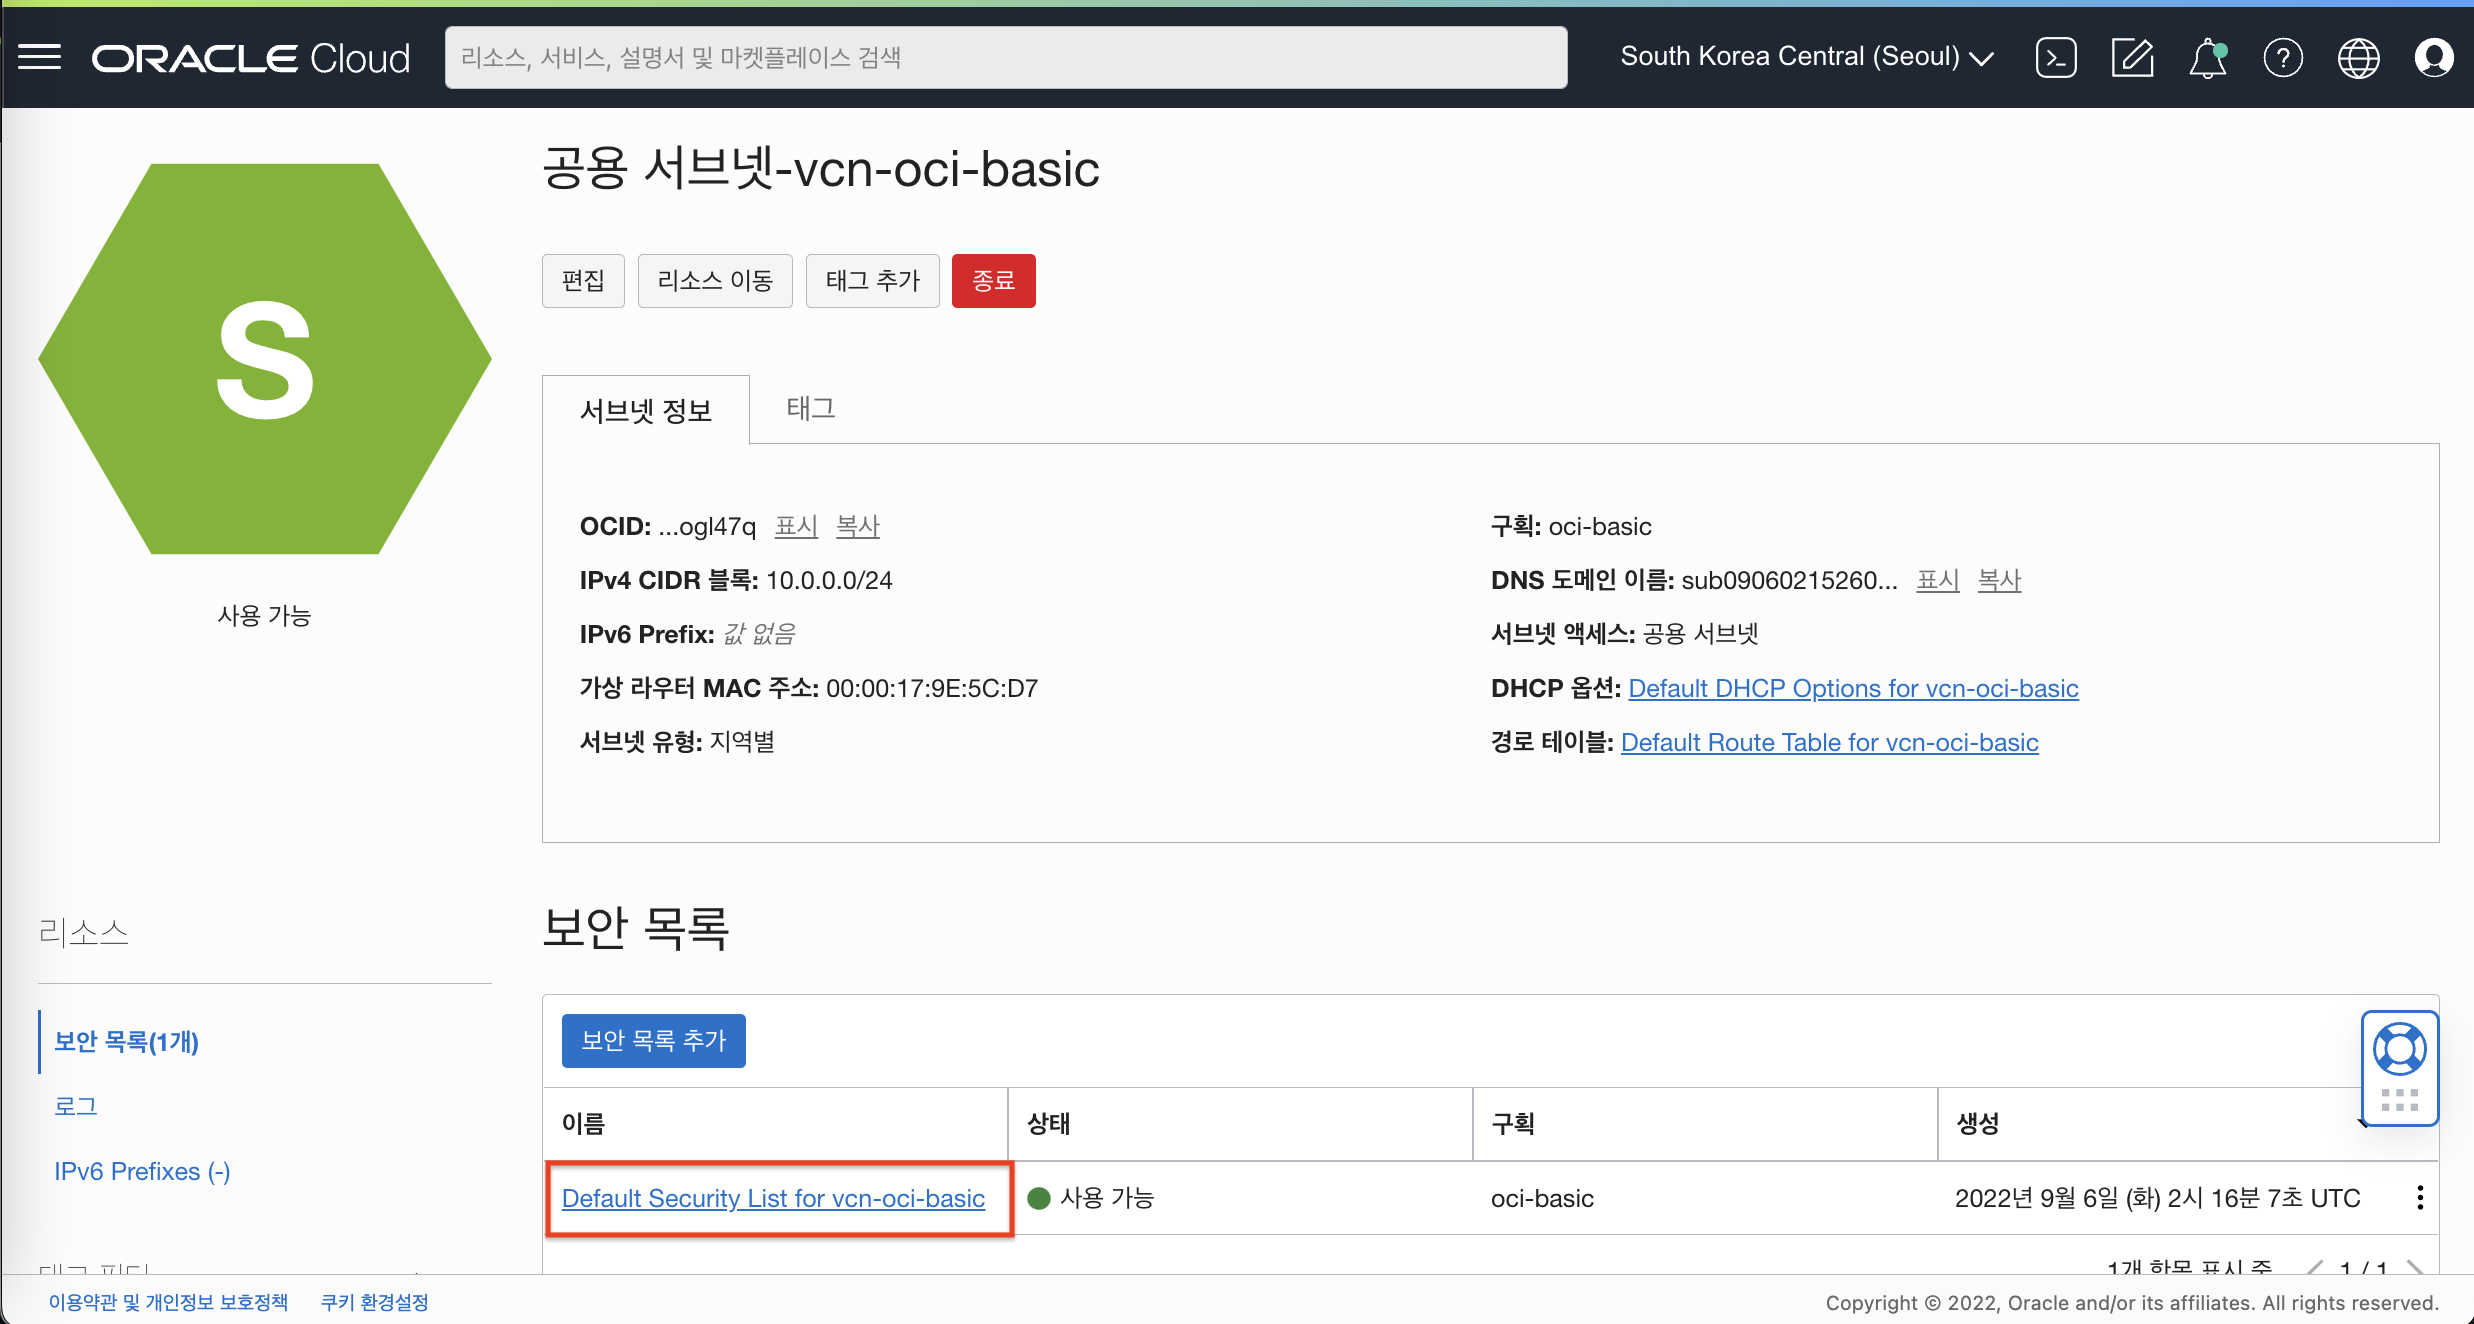 ORACLE Cloud
리소스, 서비스, 설명서 및 마켓플레이스 검색
South Korea Central (Seoul)
S
사용 가능
공용 서브넷-vcn-oci-basic
편집 리소스 이동 태그 추가 종료
서브넷 정보 태그
OCID: ...ogl47q 표시 복사
IPv4 CIDR 블록: 10.0.0.0/24
IPv6 Prefix: 값 없음
가상 라우터 MAC 주소: 00:00:17:9E:5C:D7
서브넷 유형: 지역별
구획: oci-basic
DNS 도메인 이름: sub09060215260... 표시 복사
서브넷 액세스: 공용 서브넷
DHCP 옵션: Default DHCP Options for vcn-oci-basic
경로 테이블: Default Route Table for vcn-oci-basic
리소스
보안 목록(1개)
로그
IPv6 Prefixes (-)
태그 필터
보안 목록
보안 목록 추가
이름 상태 구획 생성
Default Security List for vcn-oci-basic 사용 가능 oci-basic 2022년 9월 6일 (화) 2시 16분 7초 UTC
1개 항목 표시 중 1 / 1
이용약관 및 개인정보 보호정책 쿠키 환경설정
Copyright © 2022, Oracle and/or its affiliates. All rights reserved.